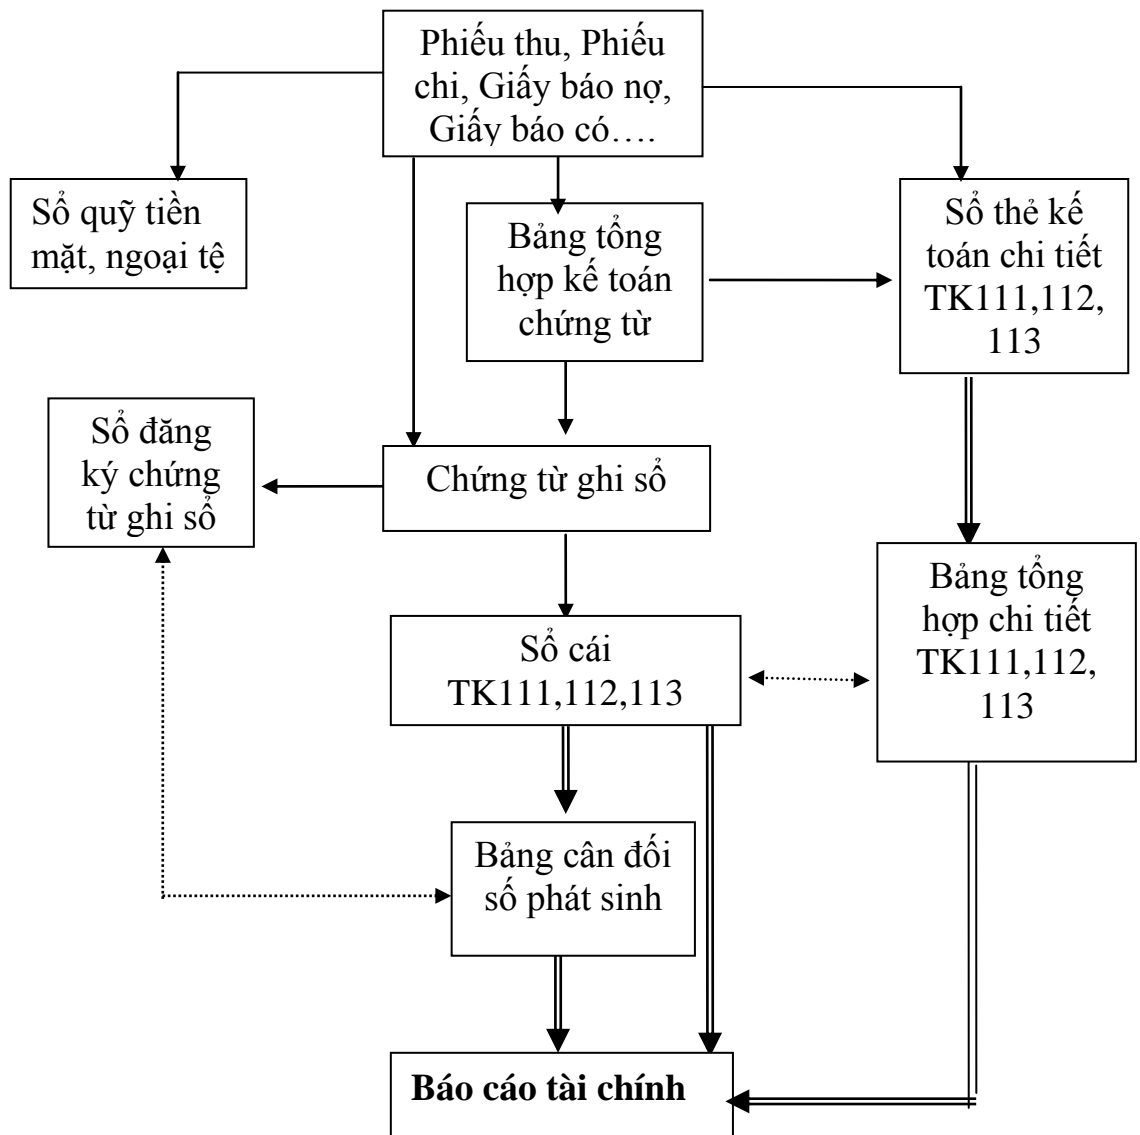 Phiếu thu, Phiếu
chi, Giấy báo nợ,
Giấy báo có….
Sổ quỹ tiền
mặt, ngoại tệ
Bảng tổng
hợp kế toán
chứng từ
Sổ thẻ kế
toán chi tiết
TK111,112,
113
Sổ đăng
ký chứng
từ ghi sổ
Chứng từ ghi sổ
Sổ cái
TK111,112,113
Bảng tổng
hợp chi tiết
TK111,112,
113
Bảng cân đối
số phát sinh
Báo cáo tài chính